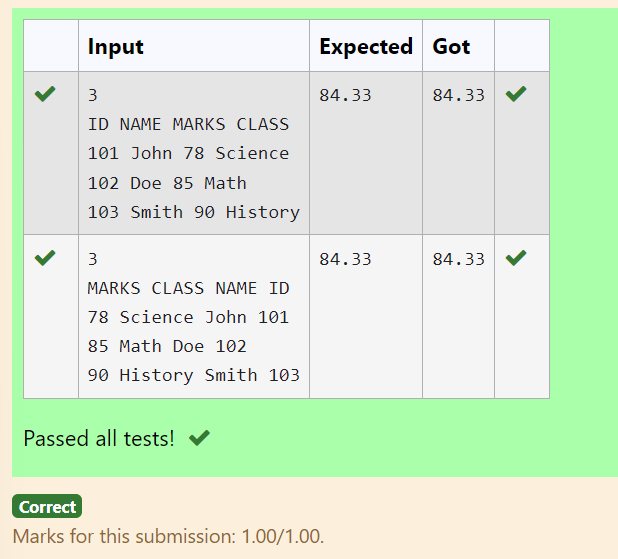 Input Expected Got
3 84.33 84.33
ID NAME MARKS CLASS
101 John 78 Science
102 Doe 85 Math
103 Smith 90 History
3 84.33 84.33
MARKS CLASS NAME ID
78 Science John 101
85 Math Doe 102
90 History Smith 103
Passed all tests!
Correct
Marks for this submission: 1.00/1.00.